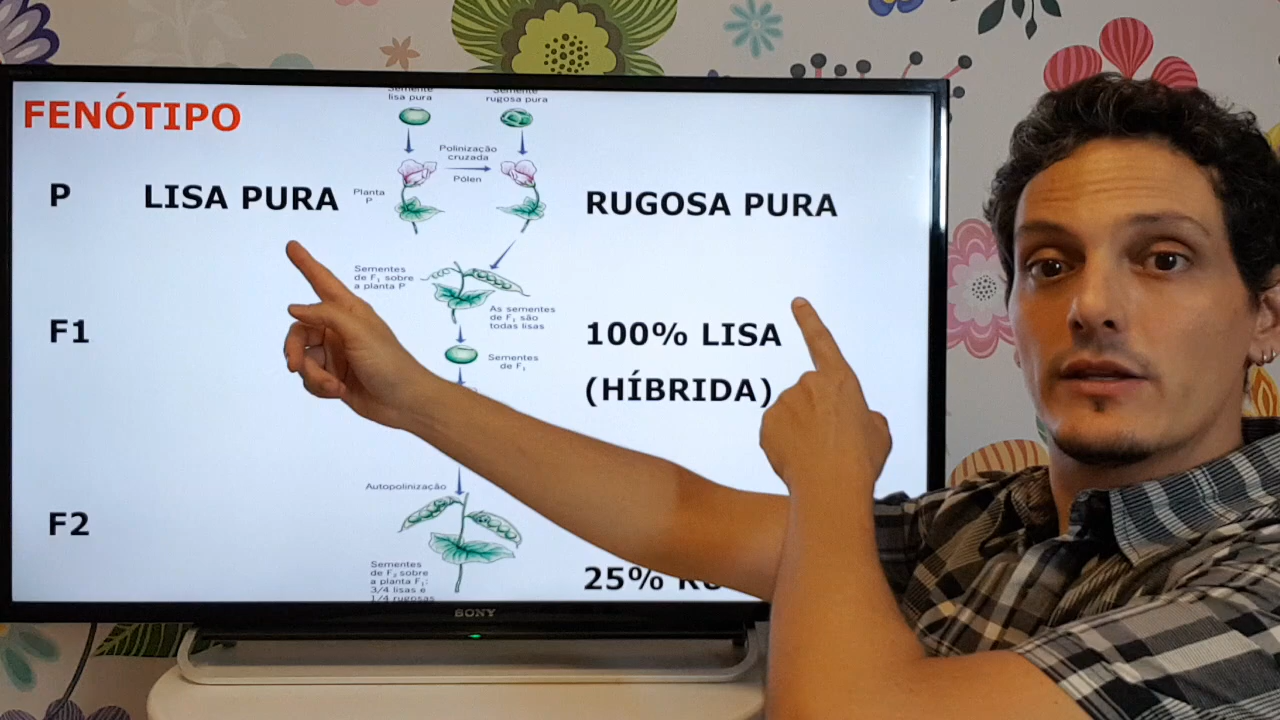 FENÓTIPO
Semente
lisa pura
Semente
rugosa pura
Polinização
cruzada
Pólen
P
LISA PURA
Planta
P
RUGOSA PURA
Sementes
de F₁ sobre
a planta P
As sementes
de F₁ são
todas lisas
F1
100% LISA
(HÍBRIDA)
Sementes
de F₁
Autopolinização
F2
Sementes
de F₂ sobre
a planta F₁:
3/4 lisas e
1/4 rugosas
25%
SONY